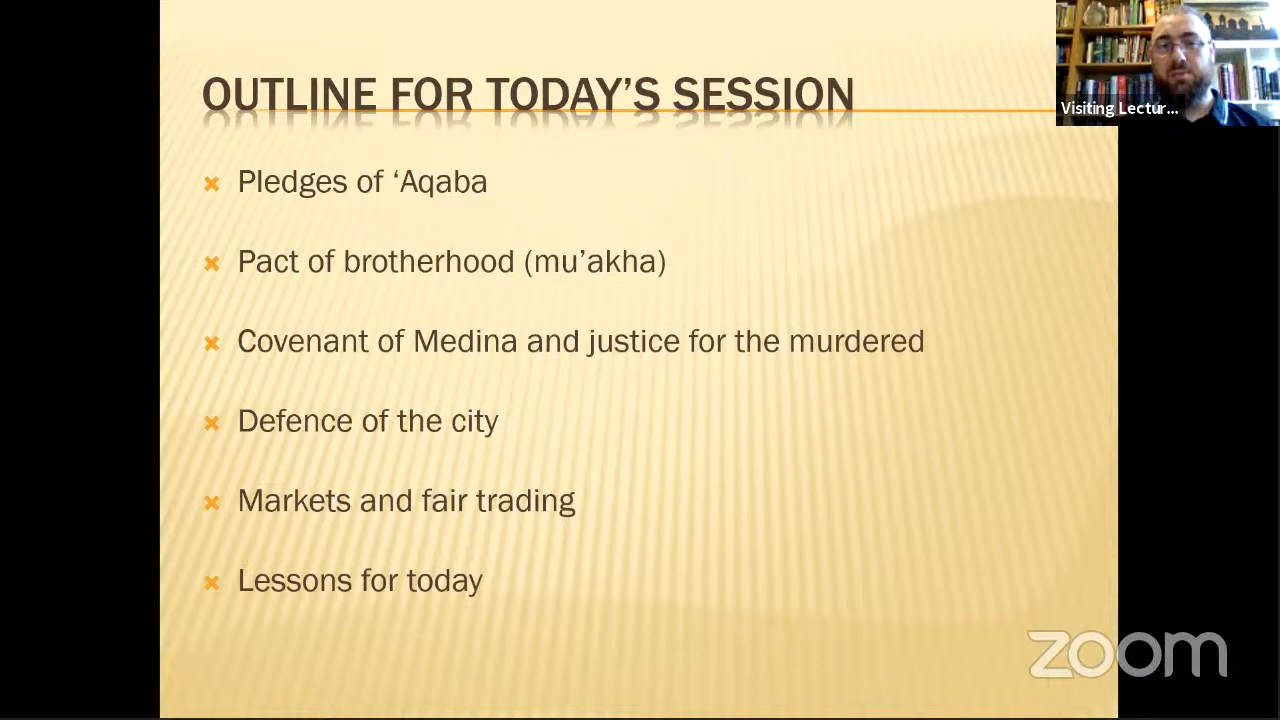 OUTLINE FOR TODAY’S SESSION
Visiting Lectur...
Pledges of ‘Aqaba
Pact of brotherhood (mu’akha)
Covenant of Medina and justice for the murdered
Defence of the city
Markets and fair trading
Lessons for today
zoom